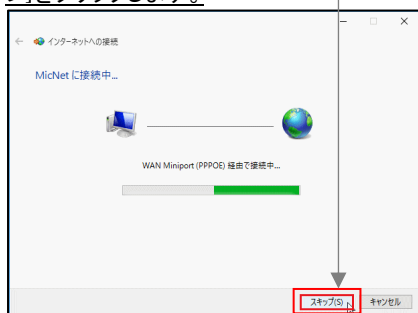 をクリックします。
インターネットへの接続
MicNet に接続中...
WAN Miniport (PPPOE) 経由で接続中...
スキップ(S)
キャンセル